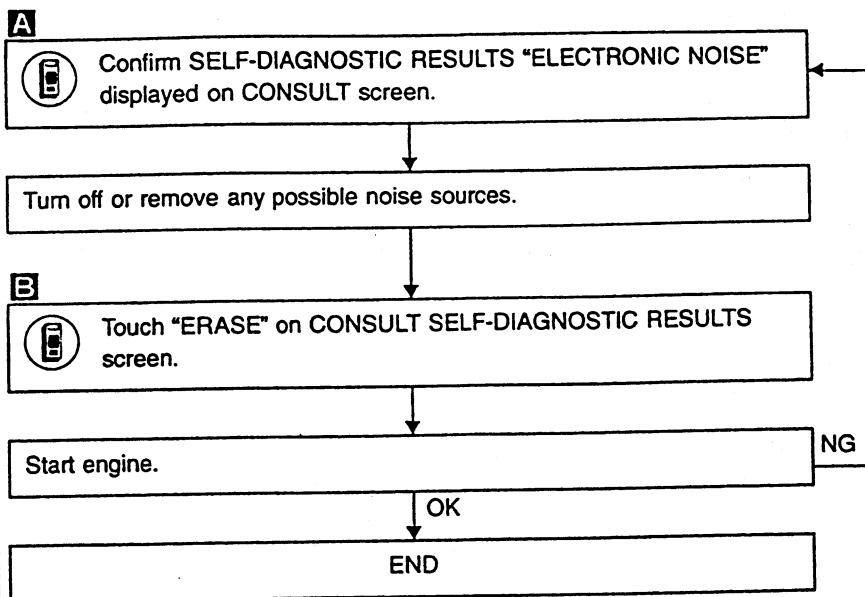 A
Confirm SELF-DIAGNOSTIC RESULTS “ELECTRONIC NOISE”
displayed on CONSULT screen.
Turn off or remove any possible noise sources.
B
Touch “ERASE” on CONSULT SELF-DIAGNOSTIC RESULTS
screen.
Start engine.
NG
OK
END